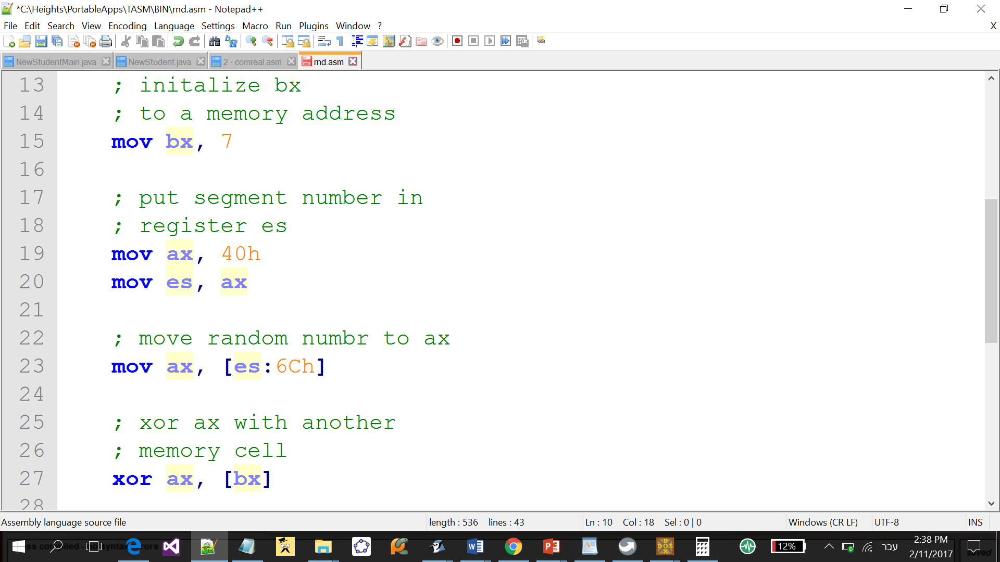 *C:\Heights\PortableApps\TASM\BIN\rnd.asm - Notepad++
File Edit Search View Encoding Language Settings Macro Run Plugins Window ? X
NewStudentMain.java NewStudent.java 2 - comreal.asm rnd.asm
13 ; initalize bx
14 ; to a memory address
15 mov bx, 7
16
17 ; put segment number in
18 ; register es
19 mov ax, 40h
20 mov es, ax
21
22 ; move random numbr to ax
23 mov ax, [es:6Ch]
24
25 ; xor ax with another
26 ; memory cell
27 xor ax, [bx]
28
Assembly language source file length : 536 lines : 43 Ln : 10 Col : 18 Sel : 0 | 0 Windows (CR LF) UTF-8 INS
12% עבר 2:38 PM
2/11/2017